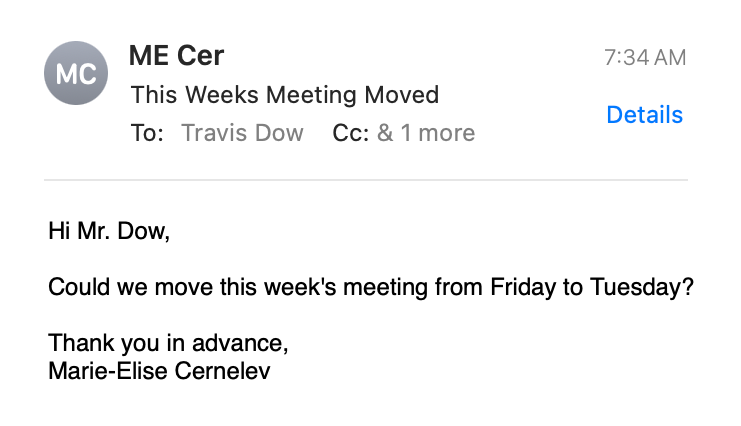 MC
ME Cer
7:34 AM
This Weeks Meeting Moved
Details
To: Travis Dow Cc: & 1 more
Hi Mr. Dow,
Could we move this week's meeting from Friday to Tuesday?
Thank you in advance,
Marie-Elise Cernelev